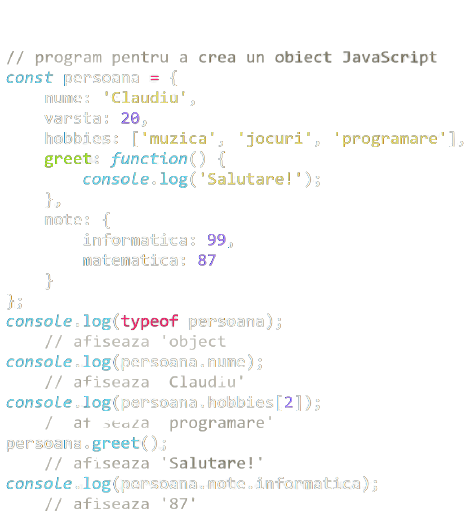 // program pentru a crea un obiect JavaScript
const persoana = {
    nume: 'Claudiu',
    varsta: 20,
    hobbies: ['muzica', 'jocuri', 'programare'],
    greet: function() {
        console.log('Salutare!');
    },
    note: {
        informatica: 99,
        matematica: 87
    }
};
console.log(typeof persoana);
    // afiseaza 'object
console.log(persoana.nume);
    // afiseaza  Claudiu'
console.log(persoana.hobbies[2]);
    /  programare'
persoana.greet();
    // afiseaza 'Salutare!'
console.log(persoana.note.informatica);
    // afiseaza '87'